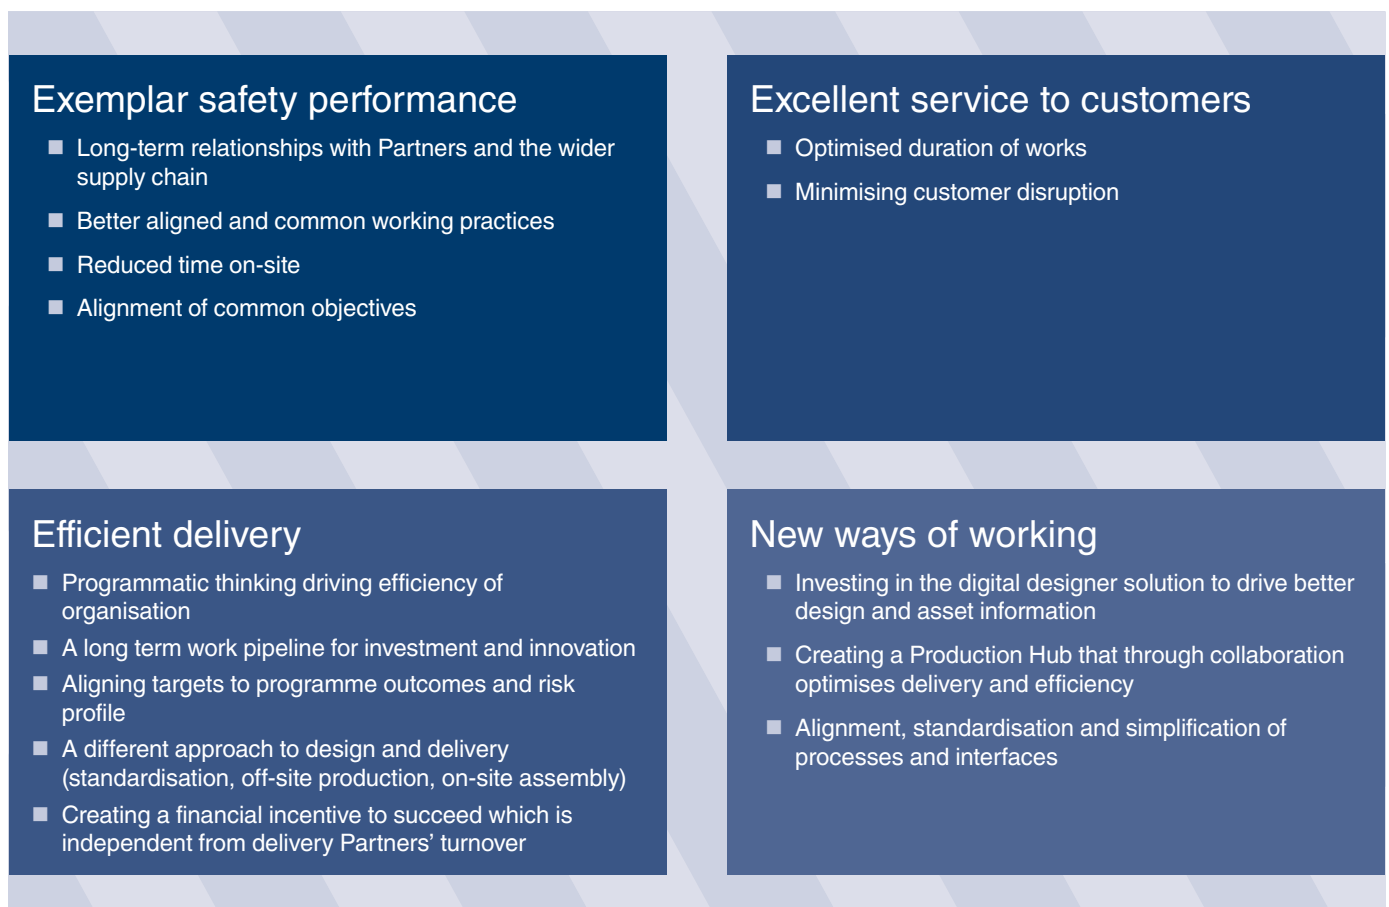 Exemplar safety performance
Long-term relationships with Partners and the wider
supply chain
Better aligned and common working practices
Reduced time on-site
Alignment of common objectives
Excellent service to customers
Optimised duration of works
Minimising customer disruption
Efficient delivery
Programmatic thinking driving efficiency of
organisation
A long term work pipeline for investment and innovation
Aligning targets to programme outcomes and risk
profile
A different approach to design and delivery
(standardisation, off-site production, on-site assembly)
Creating a financial incentive to succeed which is
independent from delivery Partners’ turnover
New ways of working
Investing in the digital designer solution to drive better
design and asset information
Creating a Production Hub that through collaboration
optimises delivery and efficiency
Alignment, standardisation and simplification of
processes and interfaces